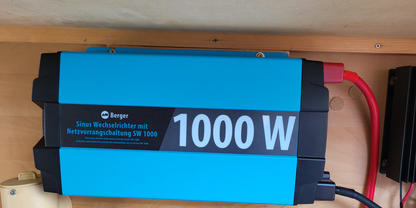 Berger
Sinus Wechselrichter mit
Netzvorrangschaltung SW 1000
1000 W